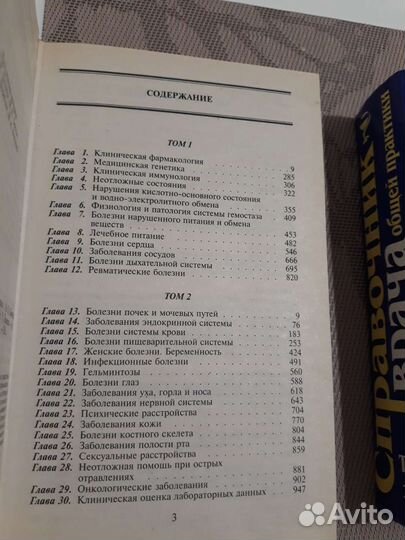 СОДЕРЖАНИЕ
ТОМ 1
Глава 1. Клиническая фармакология 9
Глава 2. Медицинская генетика 285
Глава 3. Клиническая иммунология 306
Глава 4. Неотложные состояния 322
Глава 5. Нарушения кислотно-основного состояния
и водно-электролитного обмена 355
Глава 6. Физиология и патология системы гемостаза 409
Глава 7. Болезни нарушенного питания и обмена
веществ 453
Глава 8. Лечебное питание 482
Глава 9. Болезни сердца 546
Глава 10. Заболевания сосудов 666
Глава 11. Болезни дыхательной системы 695
Глава 12. Ревматические болезни 820
ТОМ 2
Глава 13. Болезни почек и мочевых путей 9
Глава 14. Заболевания эндокринной системы 76
Глава 15. Болезни системы крови 183
Глава 16. Болезни пищеварительной системы 253
Глава 17. Женские болезни. Беременность 424
Глава 18. Инфекционные болезни 491
Глава 19. Гельминтозы 560
Глава 20. Болезни глаз 588
Глава 21. Заболевания уха, горла и носа 618
Глава 22. Заболевания нервной системы 643
Глава 23. Психические расстройства 704
Глава 24. Заболевания кожи 770
Глава 25. Болезни костного скелета 804
Глава 26. Заболевания полости рта 844
Глава 27. Сексуальные расстройства 859
Глава 28. Неотложная помощь при острых
отравлениях 881
Глава 29. Онкологические заболевания 902
Глава 30. Клиническая оценка лабораторных данных 947
3
Справочник
врача
общей практики
Avito